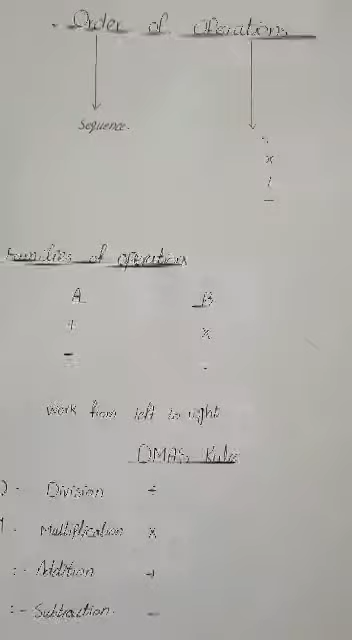 Order of operations
Sequence.
÷
x
+
-
Families of operation
A B
+ x
- ÷
Work from left to right
DMAS Rule
D :- Division ÷
M :- Multiplication x
:- Addition +
:- Subtraction -